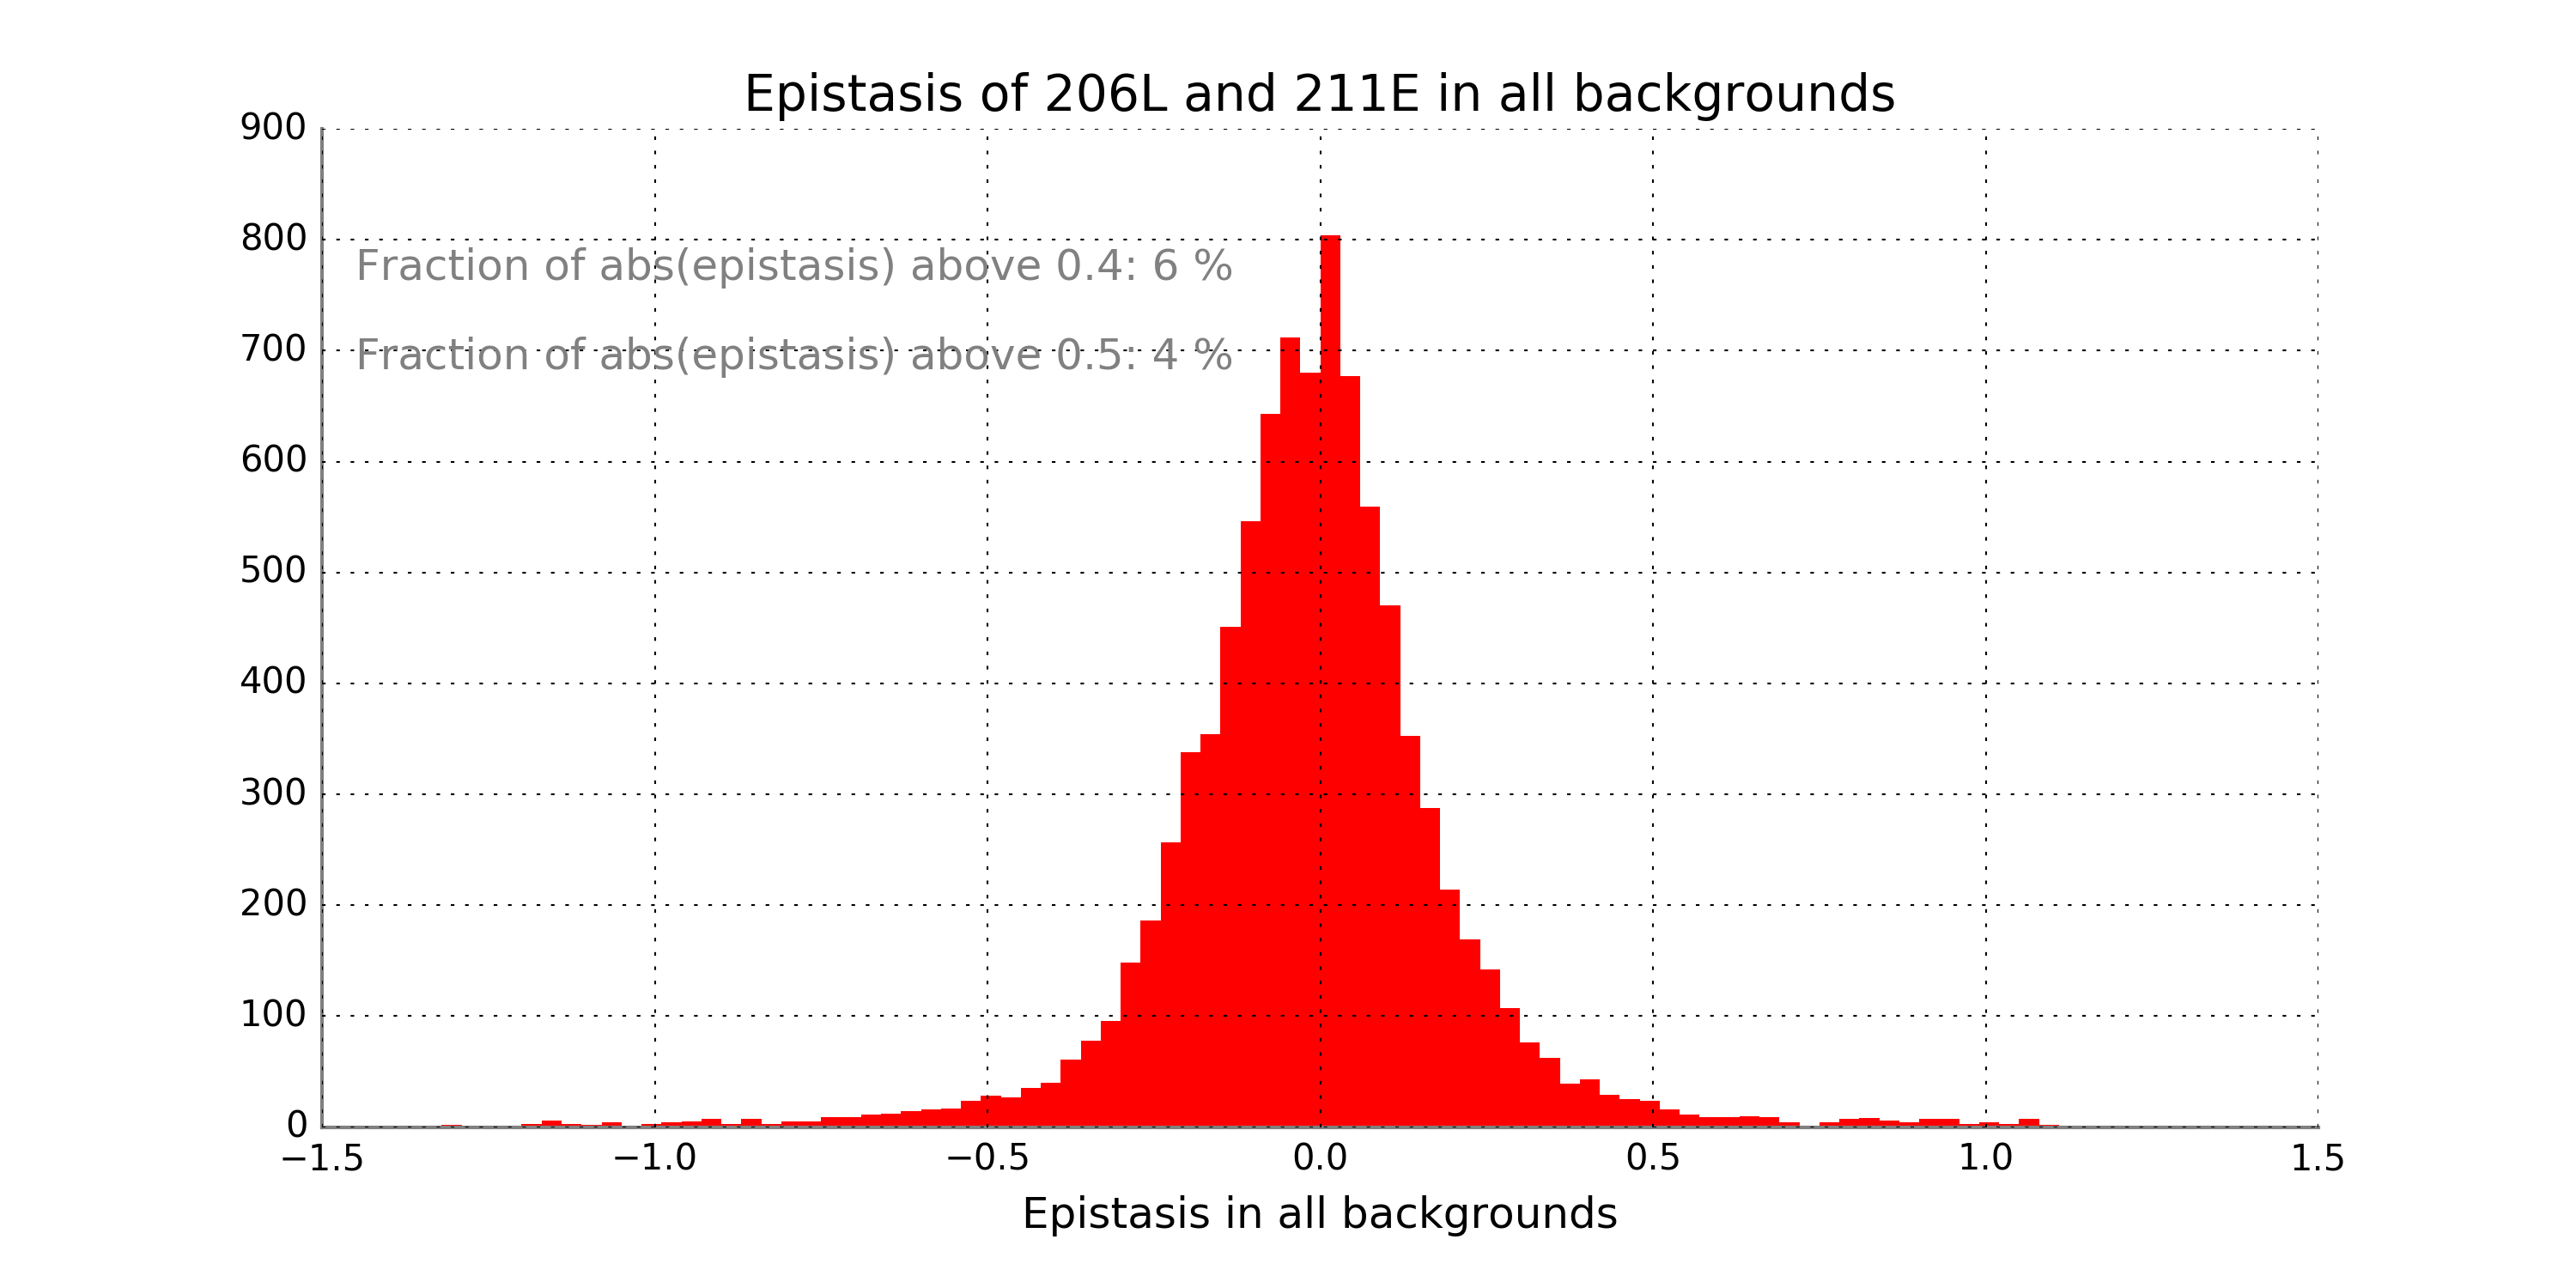 Epistasis of 206L and 211E in all backgrounds
900
800
Fraction of abs(epistasis) above 0.4: 6 %
700
Fraction of abs(epistasis) above 0.5: 4 %
600
500
400
300
200
100
0
−1.5 −1.0 −0.5 0.0 0.5 1.0 1.5
Epistasis in all backgrounds